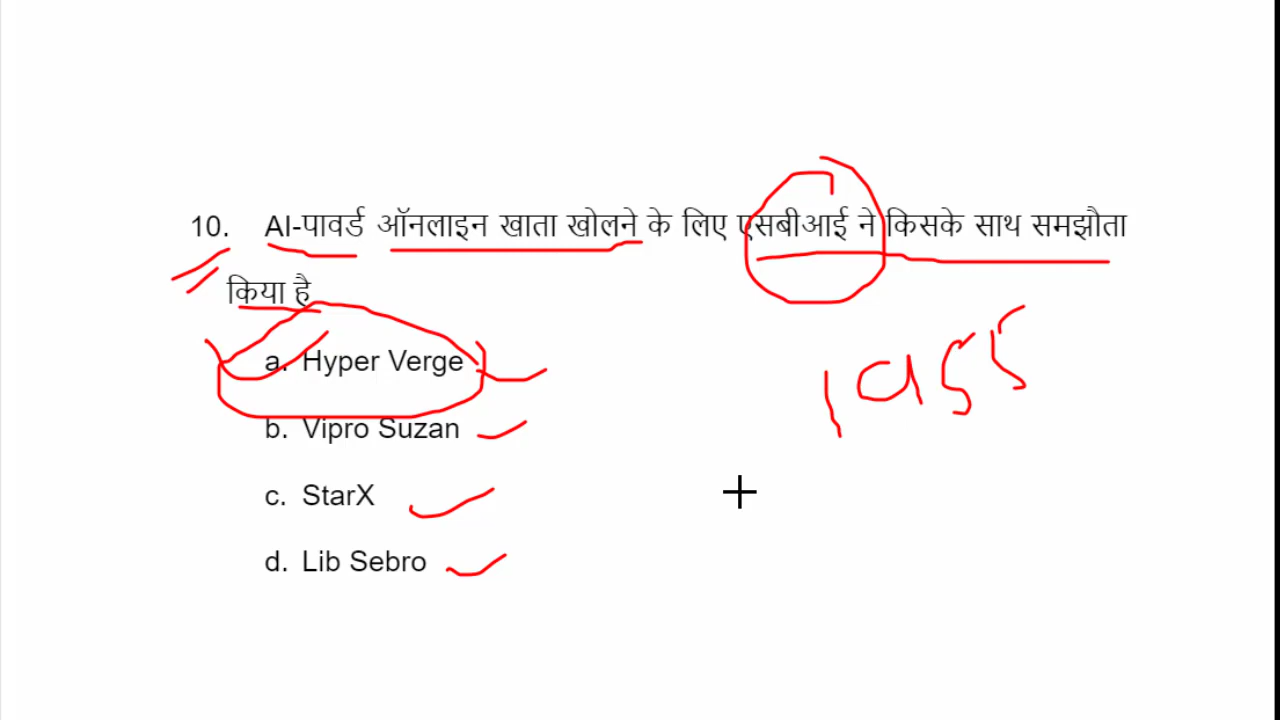 10. AI-पावर्ड ऑनलाइन खाता खोलने के लिए एसबीआई ने किसके साथ समझौता
किया है
a. Hyper Verge
1955
b. Vipro Suzan
c. StarX
d. Lib Sebro